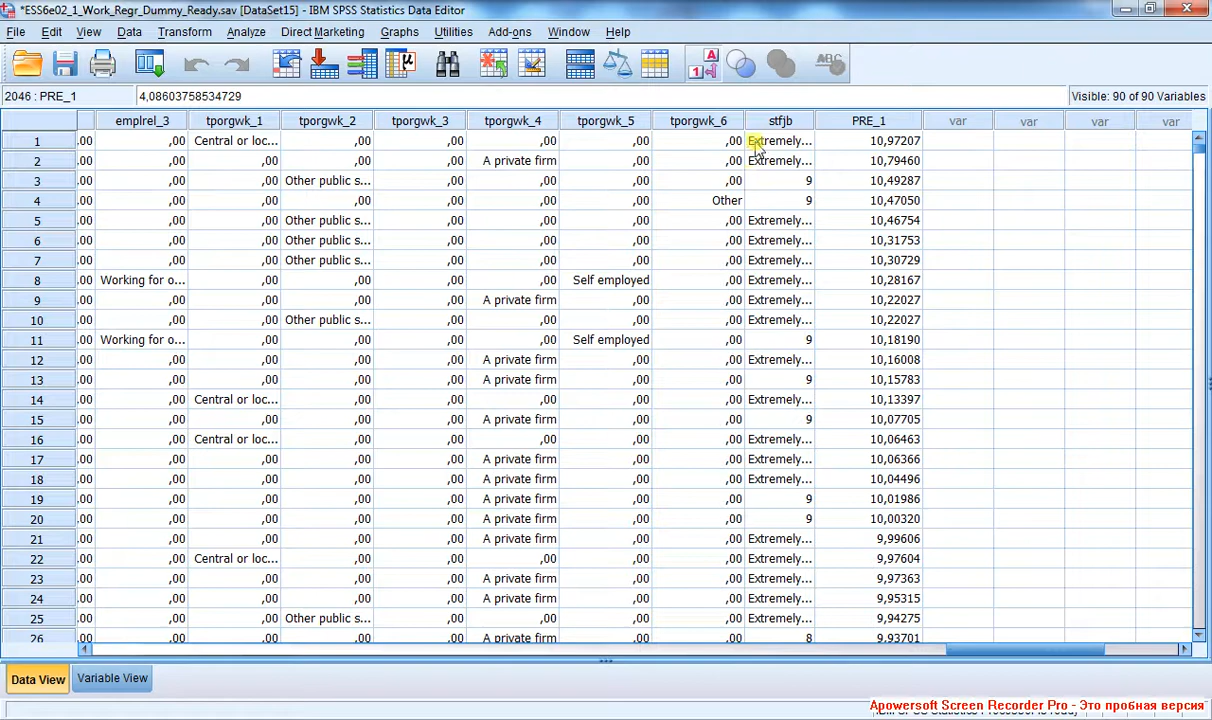 *ESS6e02_1_Work_Regr_Dummy_Ready.sav [DataSet15] - IBM SPSS Statistics Data Editor
File Edit View Data Transform Analyze Direct Marketing Graphs Utilities Add-ons Window Help
2046 : PRE_1 4,08603758534729 Visible: 90 of 90 Variables
emplrel_3 tporgwk_1 tporgwk_2 tporgwk_3 tporgwk_4 tporgwk_5 tporgwk_6 stfjb PRE_1 var var var var
1 ,00 ,00 Central or loc... ,00 ,00 ,00 ,00 ,00 Extremely... 10,97207
2 ,00 ,00 ,00 ,00 ,00 A private firm ,00 ,00 Extremely... 10,79460
3 ,00 ,00 ,00 Other public s... ,00 ,00 ,00 ,00 9 10,49287
4 ,00 ,00 ,00 ,00 ,00 ,00 ,00 Other 9 10,47050
5 ,00 ,00 ,00 Other public s... ,00 ,00 ,00 ,00 Extremely... 10,46754
6 ,00 ,00 ,00 Other public s... ,00 ,00 ,00 ,00 Extremely... 10,31753
7 ,00 ,00 ,00 Other public s... ,00 ,00 ,00 ,00 Extremely... 10,30729
8 ,00 Working for o... ,00 ,00 ,00 ,00 Self employed ,00 Extremely... 10,28167
9 ,00 ,00 ,00 ,00 ,00 A private firm ,00 ,00 Extremely... 10,22027
10 ,00 ,00 ,00 Other public s... ,00 ,00 ,00 ,00 Extremely... 10,22027
11 ,00 Working for o... ,00 ,00 ,00 ,00 Self employed ,00 9 10,18190
12 ,00 ,00 ,00 ,00 ,00 A private firm ,00 ,00 Extremely... 10,16008
13 ,00 ,00 ,00 ,00 ,00 A private firm ,00 ,00 9 10,15783
14 ,00 ,00 Central or loc... ,00 ,00 ,00 ,00 ,00 Extremely... 10,13397
15 ,00 ,00 ,00 ,00 ,00 A private firm ,00 ,00 9 10,07705
16 ,00 ,00 Central or loc... ,00 ,00 ,00 ,00 ,00 Extremely... 10,06463
17 ,00 ,00 ,00 ,00 ,00 A private firm ,00 ,00 Extremely... 10,06366
18 ,00 ,00 ,00 ,00 ,00 A private firm ,00 ,00 Extremely... 10,04496
19 ,00 ,00 ,00 ,00 ,00 A private firm ,00 ,00 9 10,01986
20 ,00 ,00 ,00 ,00 ,00 A private firm ,00 ,00 9 10,00320
21 ,00 ,00 ,00 ,00 ,00 A private firm ,00 ,00 Extremely... 9,99606
22 ,00 ,00 Central or loc... ,00 ,00 ,00 ,00 ,00 Extremely... 9,97604
23 ,00 ,00 ,00 ,00 ,00 A private firm ,00 ,00 Extremely... 9,97363
24 ,00 ,00 ,00 ,00 ,00 A private firm ,00 ,00 Extremely... 9,95315
25 ,00 ,00 ,00 Other public s... ,00 ,00 ,00 ,00 Extremely... 9,94275
26 ,00 ,00 ,00 ,00 ,00 A private firm ,00 ,00 8 9,93701
Data View Variable View
Apowersoft Screen Recorder Pro - Это пробная версия